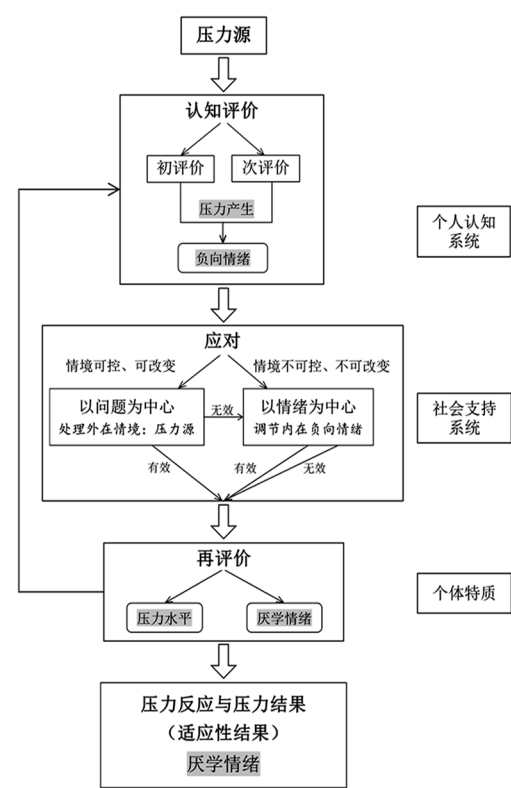 压力源
认知评价
初评价
次评价
压力产生
负向情绪
个人认知
系统
应对
情境可控、可改变
情境不可控、不可改变
以问题为中心
处理外在情境：压力源
无效
以情绪为中心
调节内在负向情绪
社会支持
系统
有效
有效
无效
再评价
压力水平
厌学情绪
个体特质
压力反应与压力结果
（适应性结果）
厌学情绪